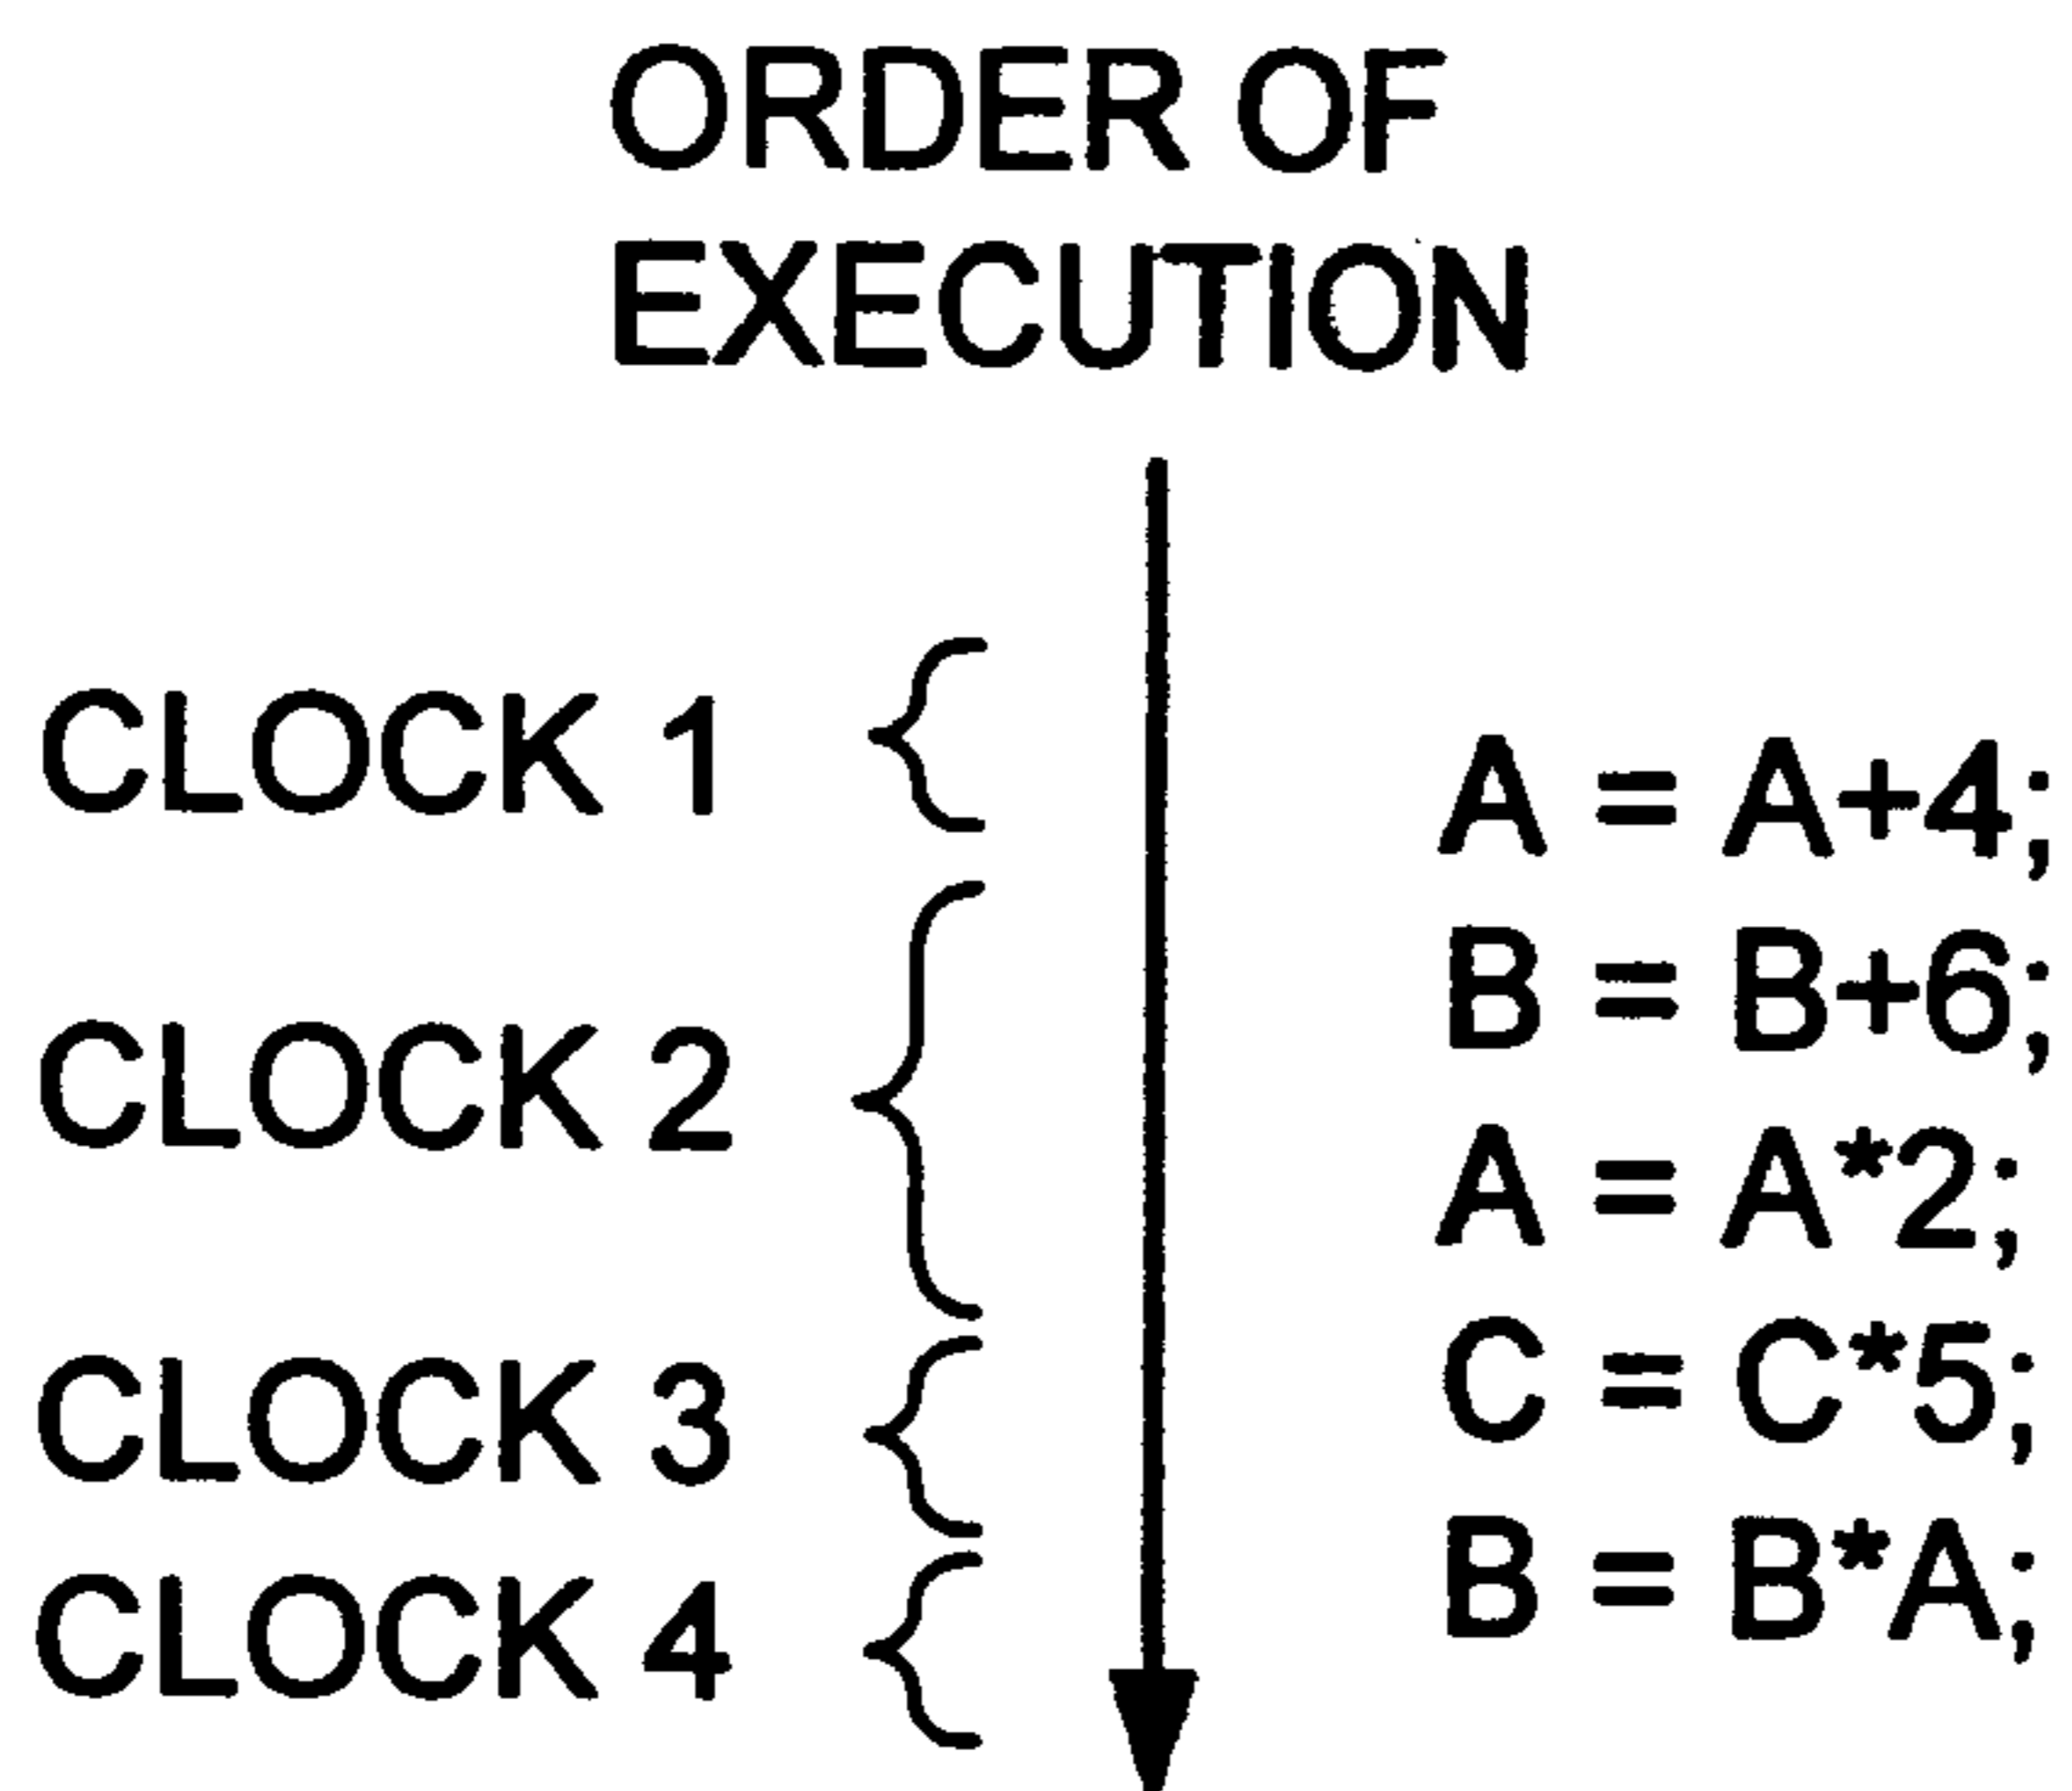 ORDER OF
EXECUTION
CLOCK 1
A = A+4;
B = B+6;
CLOCK 2
A = A*2;
C = C*5;
CLOCK 3
B = B*A;
CLOCK 4